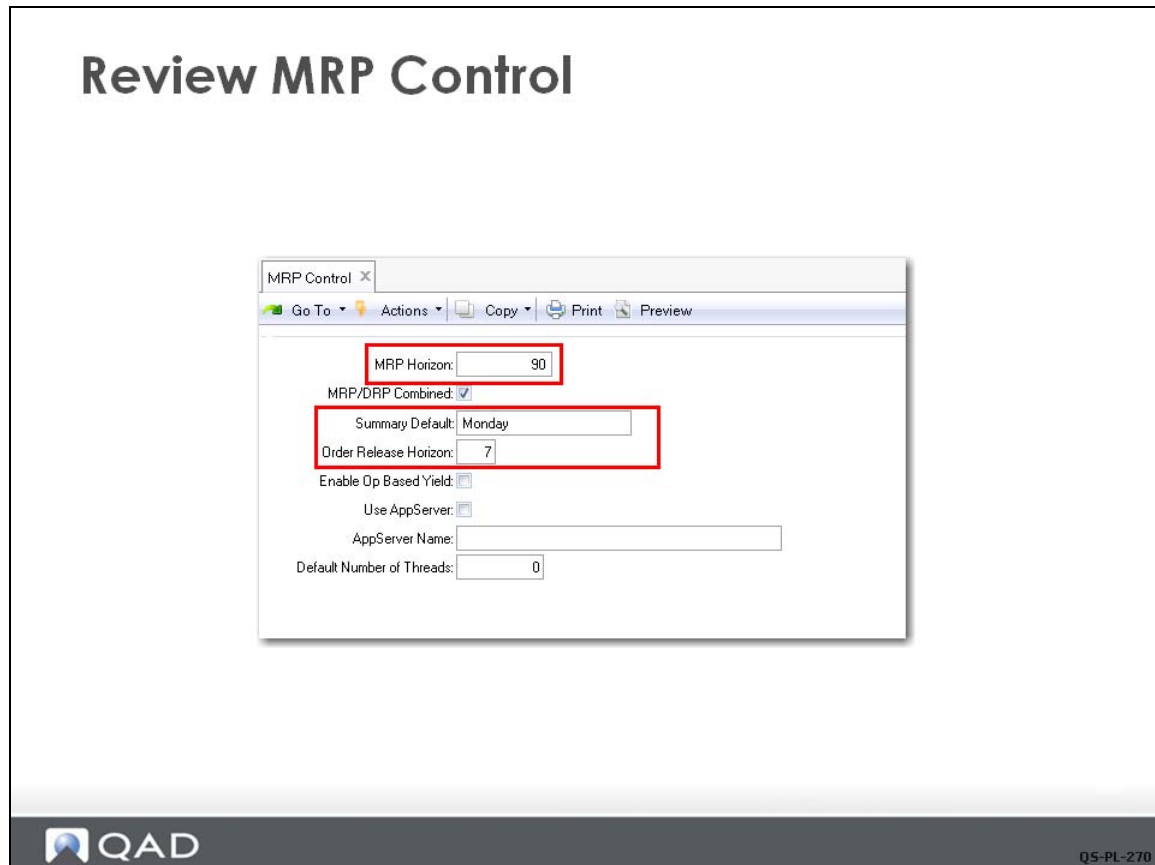 Review MRP Control
MRP Control
Go To Actions Copy Print Preview
MRP Horizon: 90
MRP/DRP Combined:
Summary Default: Monday
Order Release Horizon: 7
Enable Op Based Yield:
Use AppServer:
AppServer Name:
Default Number of Threads: 0
QAD
QS-PL-270